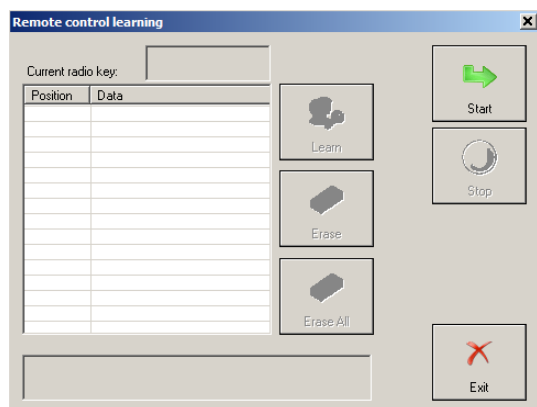 Remote control learning
Current radio key:
Position Data
Start
Learn
Stop
Erase
Erase All
Exit